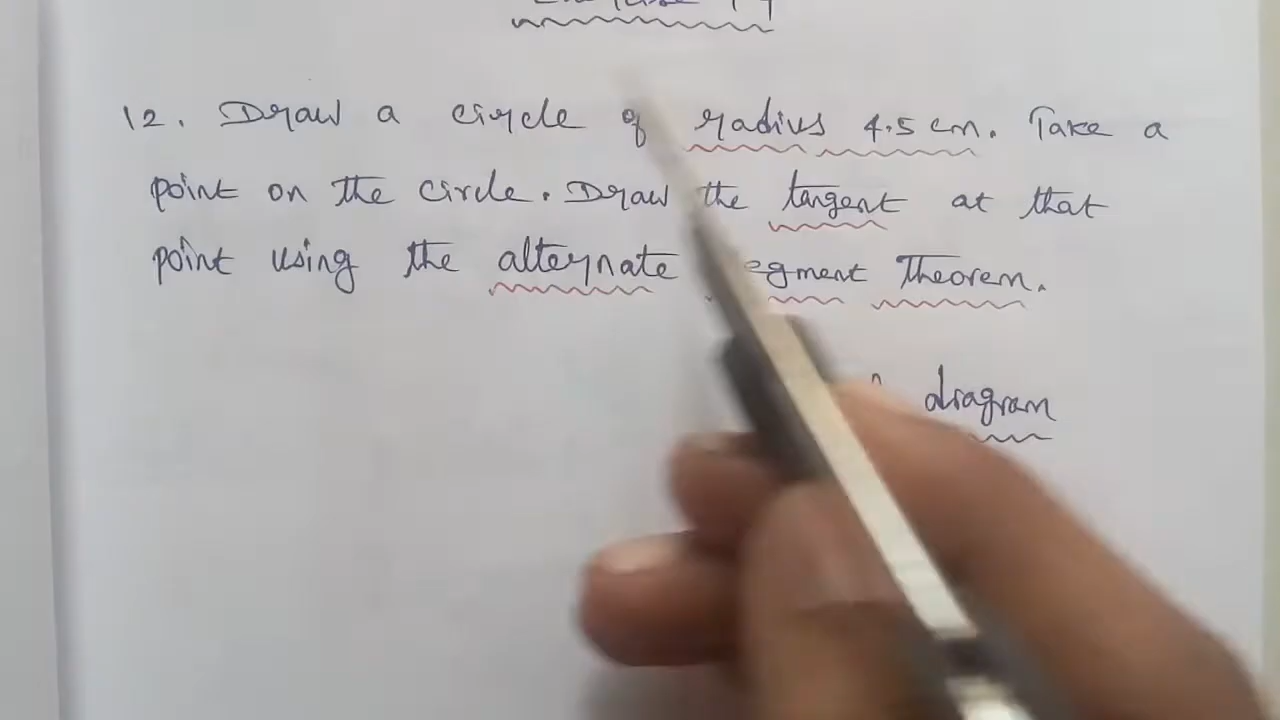 12. Draw a circle of radius 4.5 cm. Take a
point on the circle. Draw the tangent at that
point using the alternate segment theorem.
diagram